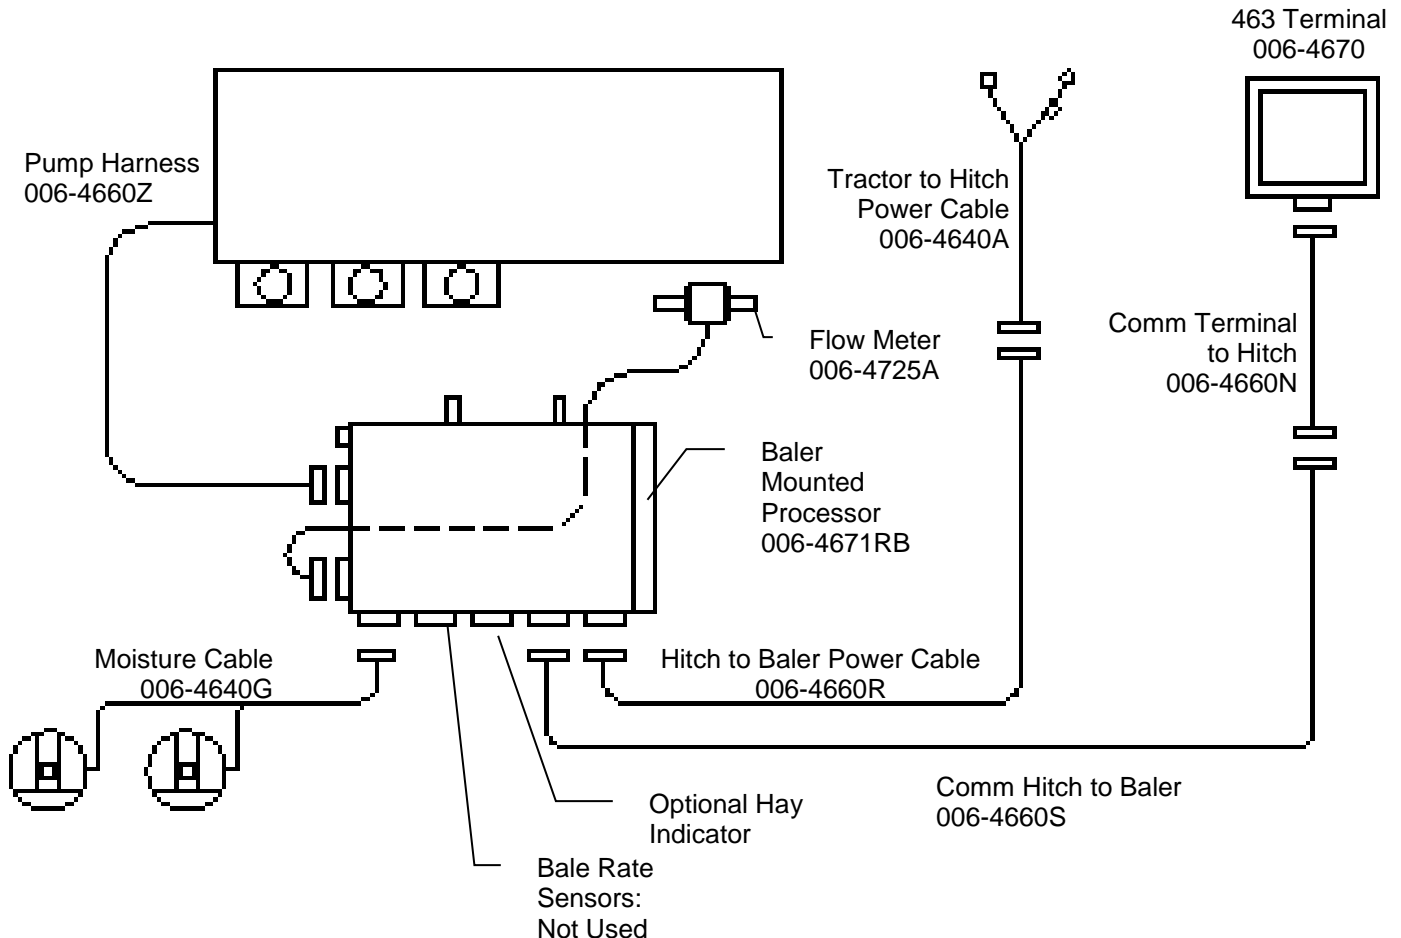 463 Terminal
006-4670
Pump Harness
006-4660Z
Tractor to Hitch
Power Cable
006-4640A
Flow Meter
006-4725A
Comm Terminal
to Hitch
006-4660N
Baler
Mounted
Processor
006-4671RB
Moisture Cable
006-4640G
Hitch to Baler Power Cable
006-4660R
Comm Hitch to Baler
006-4660S
Optional Hay
Indicator
Bale Rate
Sensors:
Not Used